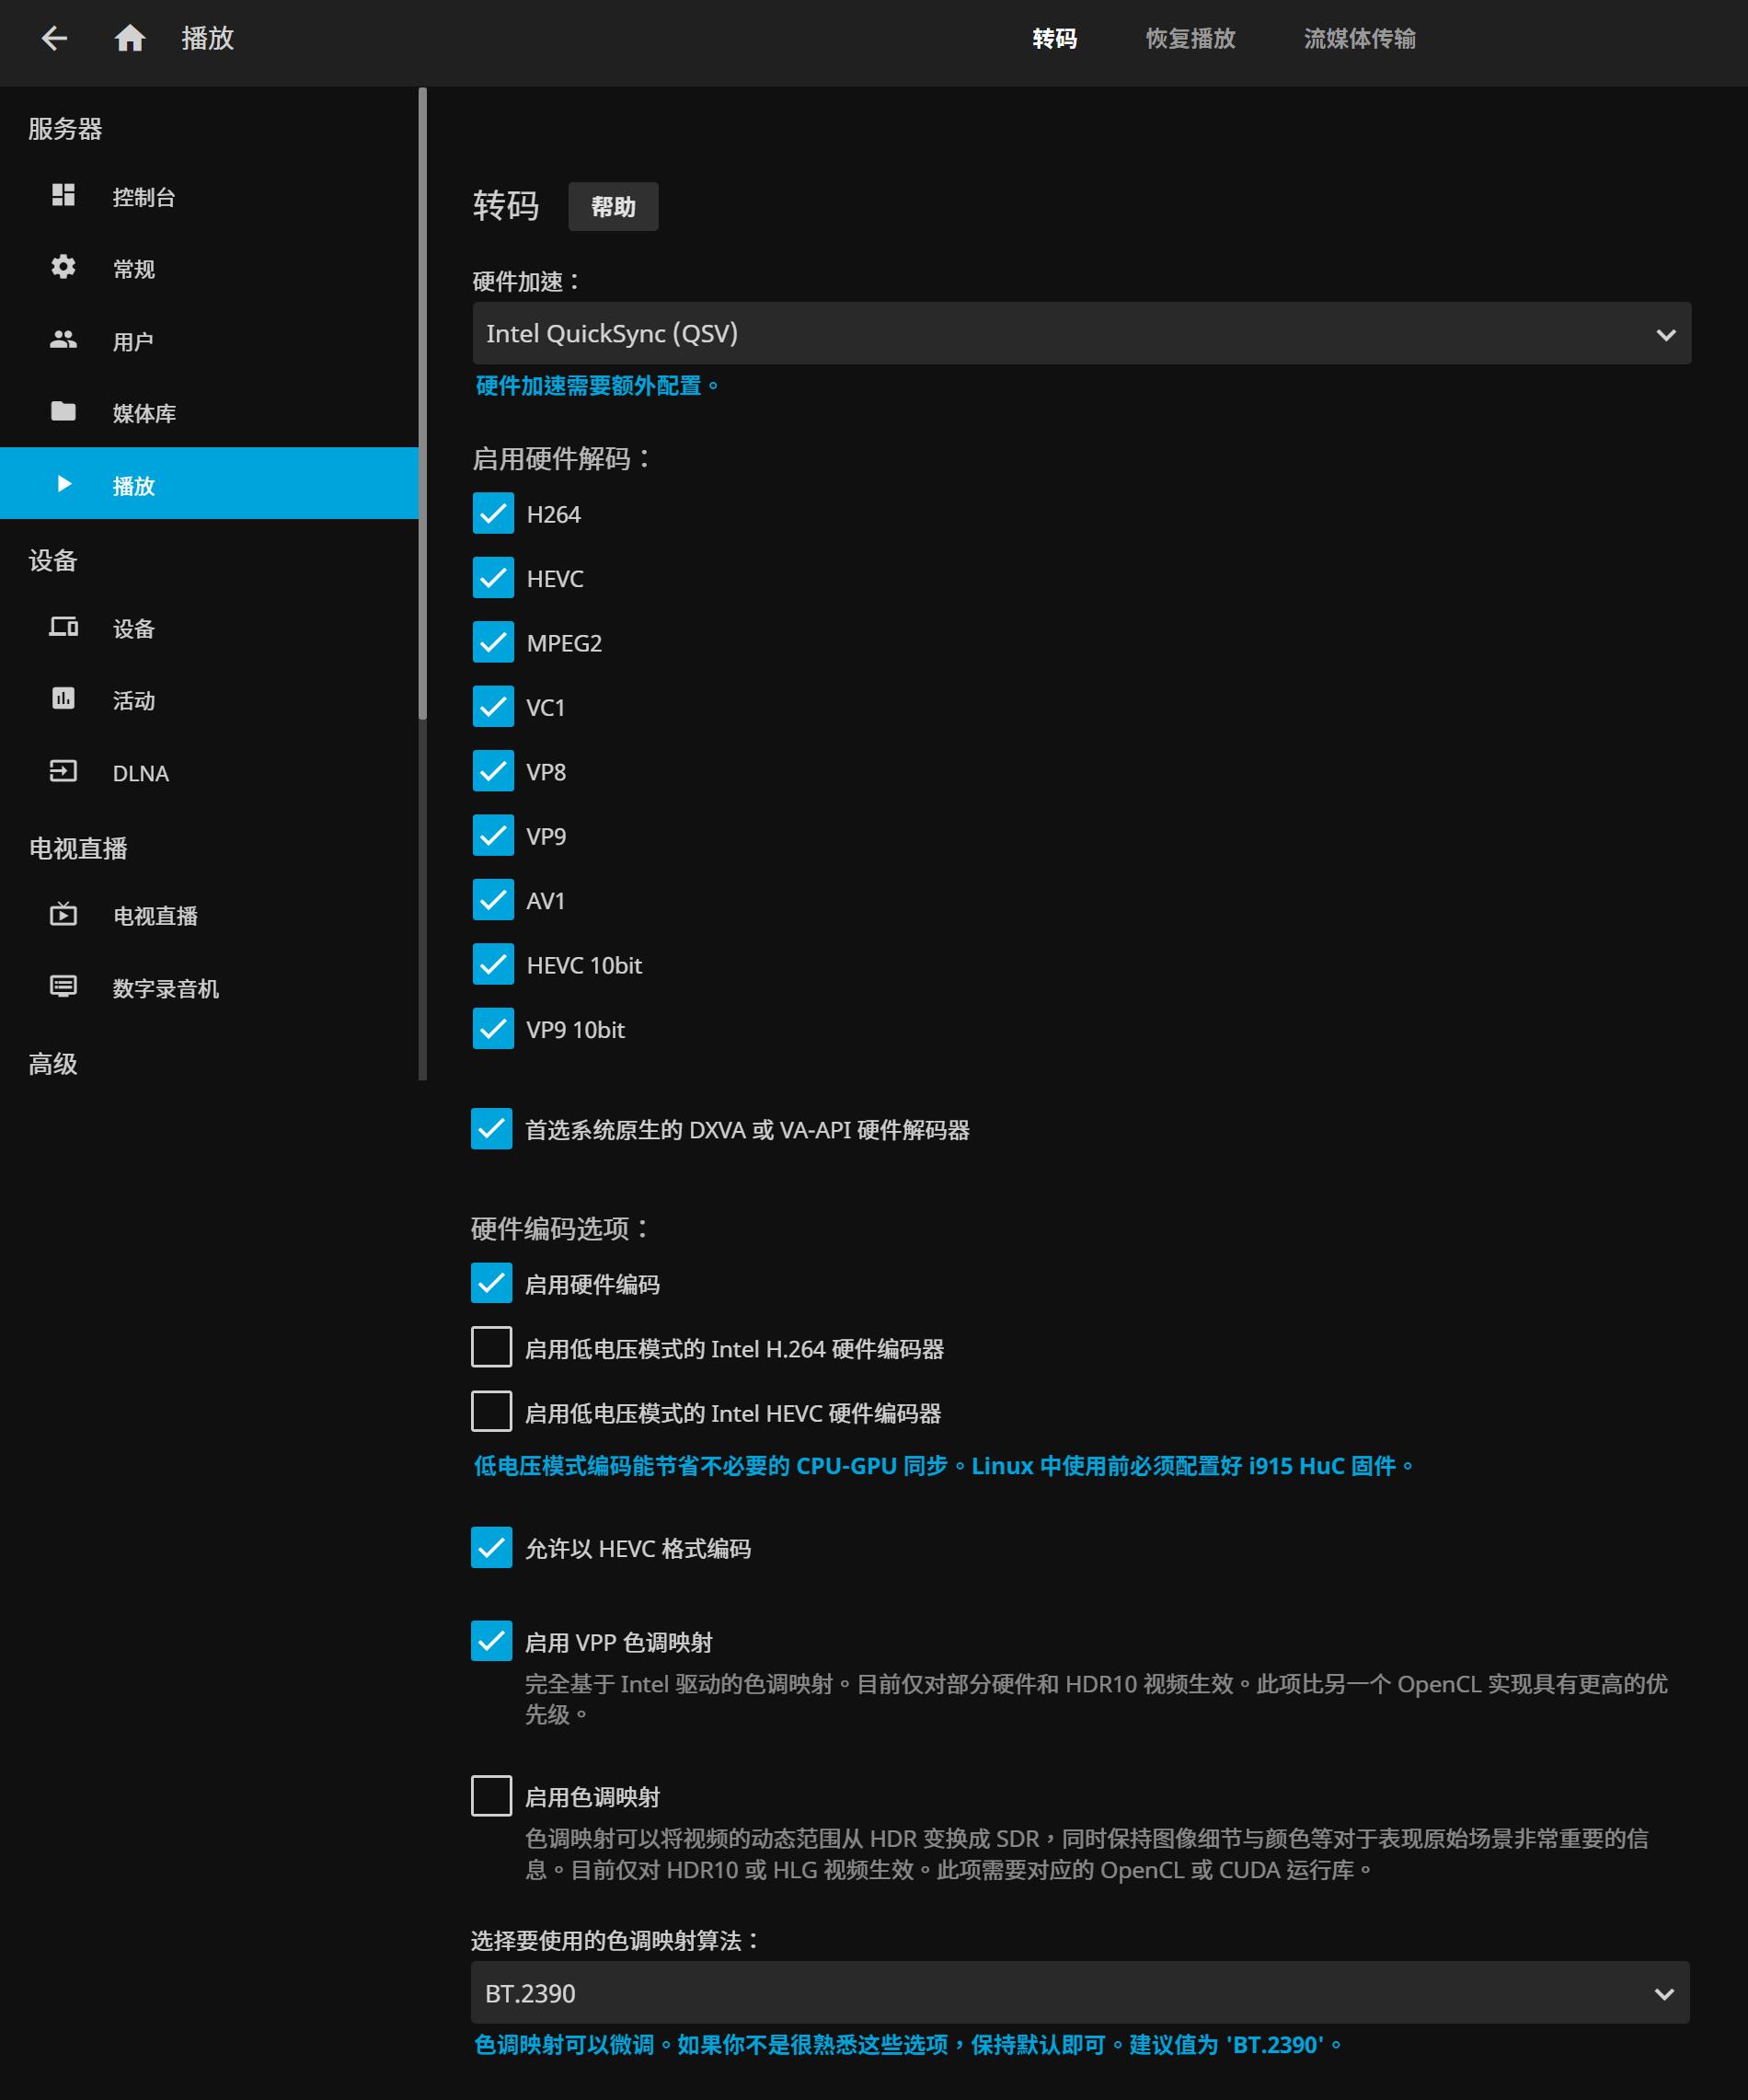 播放
转码
恢复播放
流媒体传输
服务器
控制台
常规
用户
媒体库
播放
设备
设备
活动
DLNA
电视直播
电视直播
数字录音机
高级
转码
帮助
硬件加速：
Intel QuickSync (QSV)
硬件加速需要额外配置。
启用硬件解码：
H264
HEVC
MPEG2
VC1
VP8
VP9
AV1
HEVC 10bit
VP9 10bit
首选系统原生的 DXVA 或 VA-API 硬件解码器
硬件编码选项：
启用硬件编码
启用低电压模式的 Intel H.264 硬件编码器
启用低电压模式的 Intel HEVC 硬件编码器
低电压模式编码能节省不必要的 CPU-GPU 同步。Linux 中使用前必须配置好 i915 HuC 固件。
允许以 HEVC 格式编码
启用 VPP 色调映射
完全基于 Intel 驱动的色调映射。目前仅对部分硬件和 HDR10 视频生效。此项比另一个 OpenCL 实现具有更高的优
先级。
启用色调映射
色调映射可以将视频的动态范围从 HDR 变换成 SDR，同时保持图像细节与颜色等对于表现原始场景非常重要的信
息。目前仅对 HDR10 或 HLG 视频生效。此项需要对应的 OpenCL 或 CUDA 运行库。
选择要使用的色调映射算法：
BT.2390
色调映射可以微调。如果你不是很熟悉这些选项，保持默认即可。建议值为 'BT.2390'。